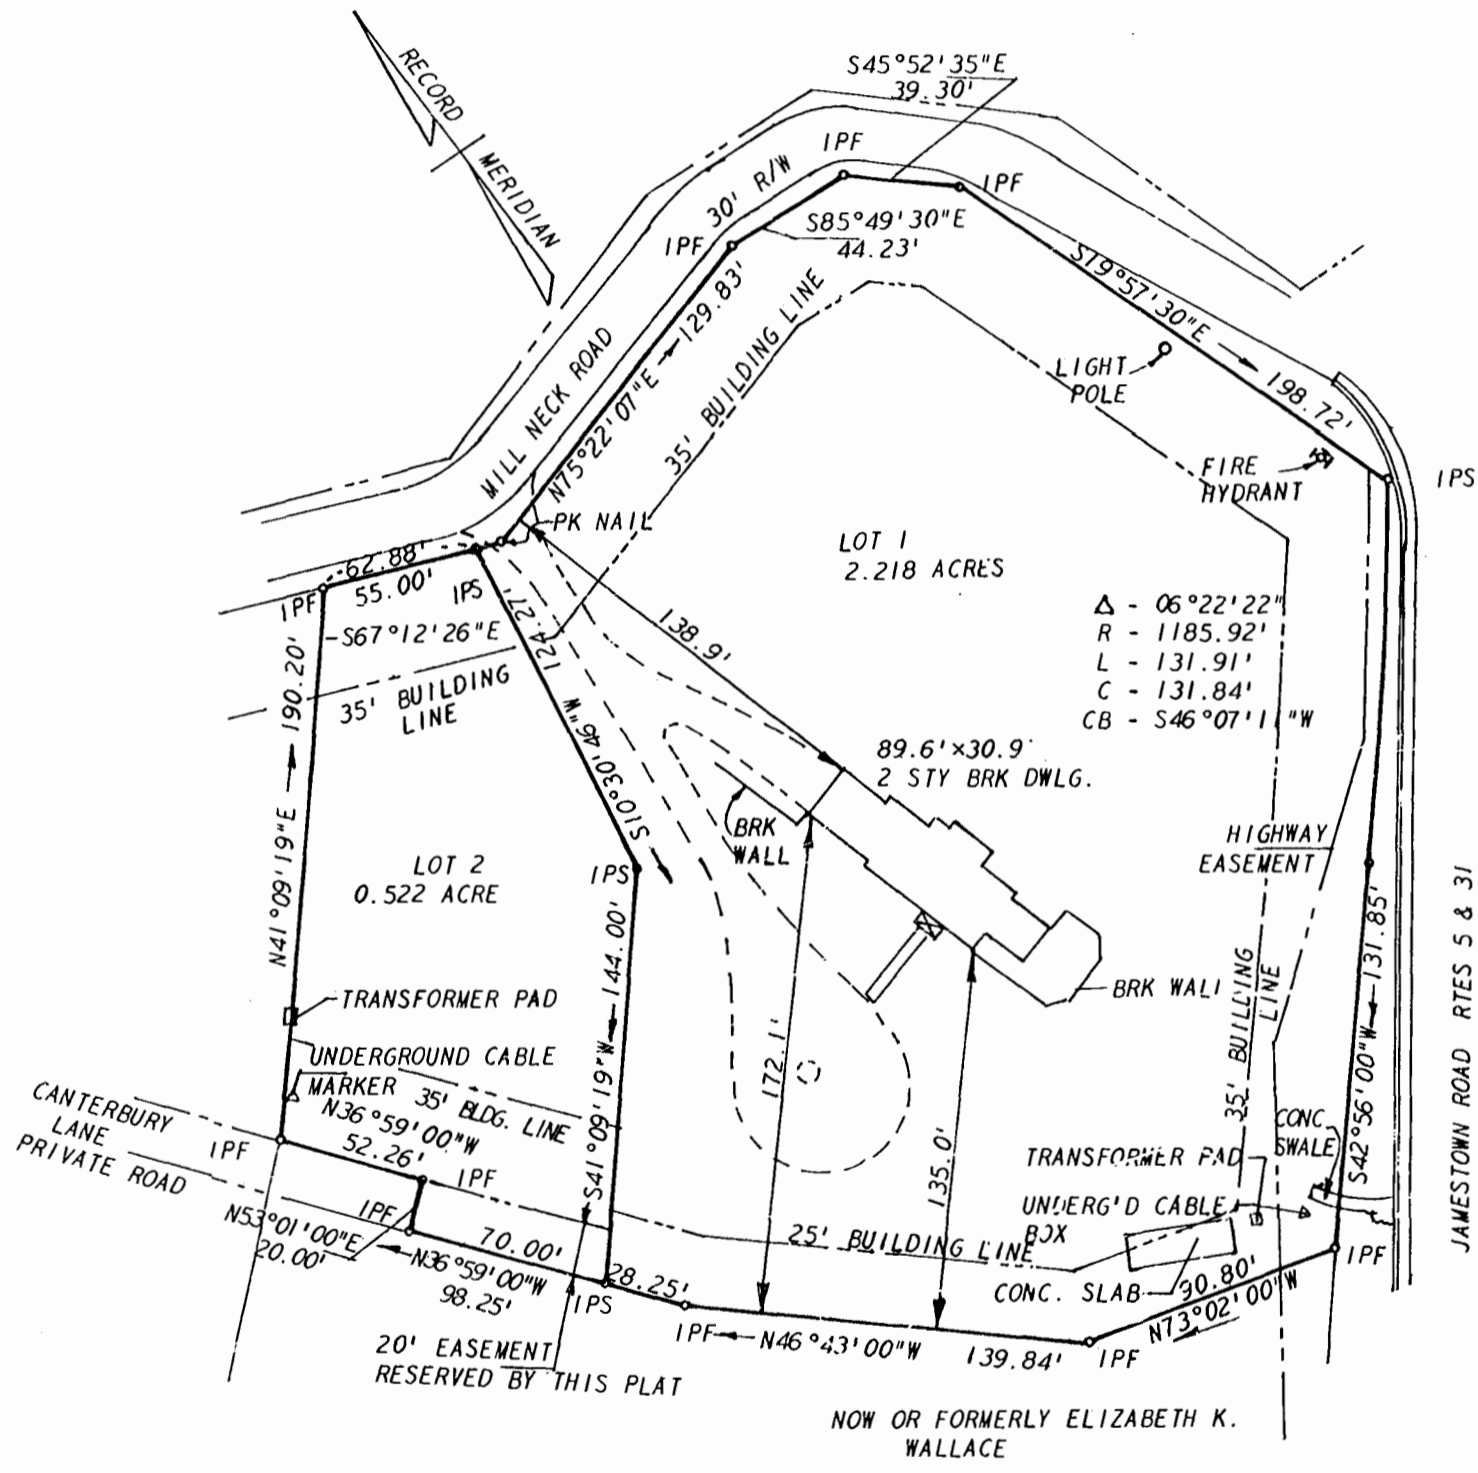 S45°52'35"E
39.30'
RECORD
MERIDIAN
IPF
30' R/W
IPF
IPF
S85°49'30"E
44.23'
S19°57'30"E
198.72'
129.83'
N75°22'07"E
35' BUILDING LINE
MILL NECK ROAD
LIGHT
POLE
FIRE
HYDRANT
IPS
PK NAIL
LOT 1
2.218 ACRES
62.88'
55.00'
IPF
IPS
S67°12'26"E
35' BUILDING
LINE
190.20'
N41°09'19"E
124.27'
S10°30'46"W
138.9'
Δ - 06°22'22"
R - 1185.92'
L - 131.91'
C - 131.84'
CB - S46°07'11"W
89.6'×30.9'
2 STY BRK DWLG.
BRK
WALL
HIGHWAY
EASEMENT
LOT 2
0.522 ACRE
IPS
144.00'
S41°09'19"W
131.85'
S42°56'00"W
JAMESTOWN ROAD RTES 5 & 31
BRK WALL
35' BUILDING
LINE
TRANSFORMER PAD
UNDERGROUND CABLE
MARKER
35' BLDG. LINE
172.1'
135.0'
CONC.
SWALE
TRANSFORMER PAD
UNDERG'D CABLE
BOX
CANTERBURY
LANE
PRIVATE ROAD
IPF
N36°59'00"W
52.26'
IPF
IPF
N53°01'00"E
20.00'
70.00'
N36°59'00"W
98.25'
28.25'
IPS
25' BUILDING LINE
CONC. SLAB
90.80'
N73°02'00"W
IPF
IPF
N46°43'00"W
139.84'
IPF
20' EASEMENT
RESERVED BY THIS PLAT
NOW OR FORMERLY ELIZABETH K.
WALLACE